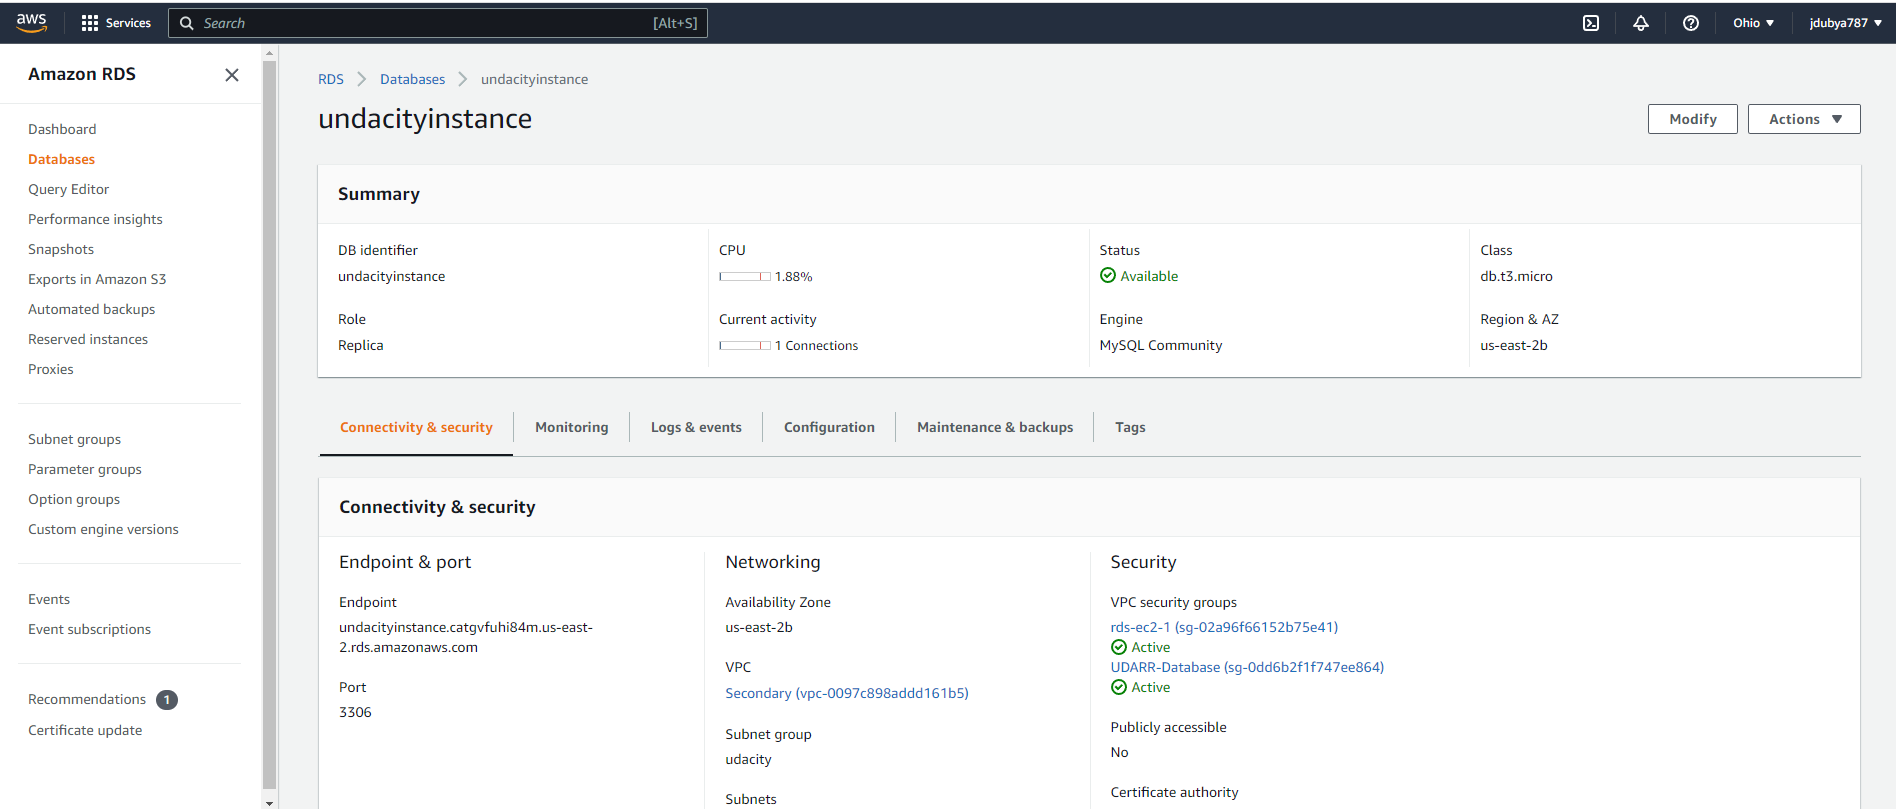 aws
Services
Search
[Alt+S]
Ohio
jdubya787
Amazon RDS
Dashboard
Databases
Query Editor
Performance insights
Snapshots
Exports in Amazon S3
Automated backups
Reserved instances
Proxies
Subnet groups
Parameter groups
Option groups
Custom engine versions
Events
Event subscriptions
Recommendations 1
Certificate update
RDS > Databases > undacityinstance
undacityinstance
Modify
Actions
Summary
DB identifier
undacityinstance
CPU
1.88%
Status
Available
Class
db.t3.micro
Role
Replica
Current activity
1 Connections
Engine
MySQL Community
Region & AZ
us-east-2b
Connectivity & security
Monitoring
Logs & events
Configuration
Maintenance & backups
Tags
Connectivity & security
Endpoint & port
Endpoint
undacityinstance.catgvfuhi84m.us-east-
2.rds.amazonaws.com
Port
3306
Networking
Availability Zone
us-east-2b
VPC
Secondary (vpc-0097c898addd161b5)
Subnet group
udacity
Subnets
Security
VPC security groups
rds-ec2-1 (sg-02a96f66152b75e41)
Active
UDARR-Database (sg-0dd6b2f1f747ee864)
Active
Publicly accessible
No
Certificate authority